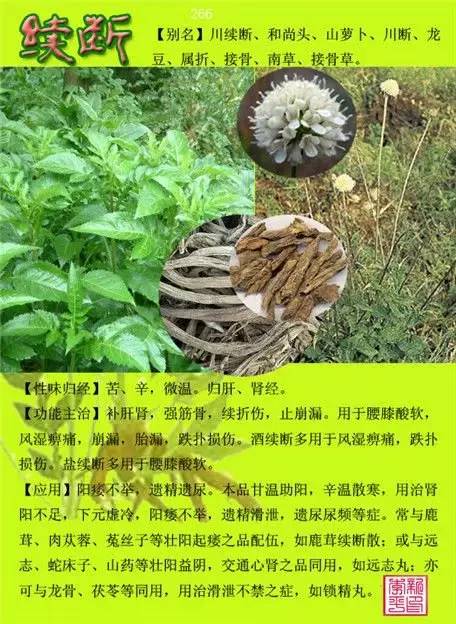 266
续断
【别名】川续断、和尚头、山萝卜、川断、龙
豆、属折、接骨、南草、接骨草。
【性味归经】苦、辛，微温。归肝、肾经。
【功能主治】补肝肾，强筋骨，续折伤，止崩漏。用于腰膝酸软，
风湿痹痛，崩漏，胎漏，跌扑损伤。酒续断多用于风湿痹痛，跌扑
损伤。盐续断多用于腰膝酸软。
【应用】阳痿不举，遗精遗尿。本品甘温助阳，辛温散寒，用治肾
阳不足，下元虚冷，阳痿不举，遗精滑泄，遗尿尿频等症。常与鹿
茸、肉苁蓉、菟丝子等壮阳起痿之品配伍，如鹿茸续断散；或与远
志、蛇床子、山药等壮阳益阴，交通心肾之品同用，如远志丸；亦
可与龙骨、茯苓等同用，用治滑泄不禁之症，如锁精丸。